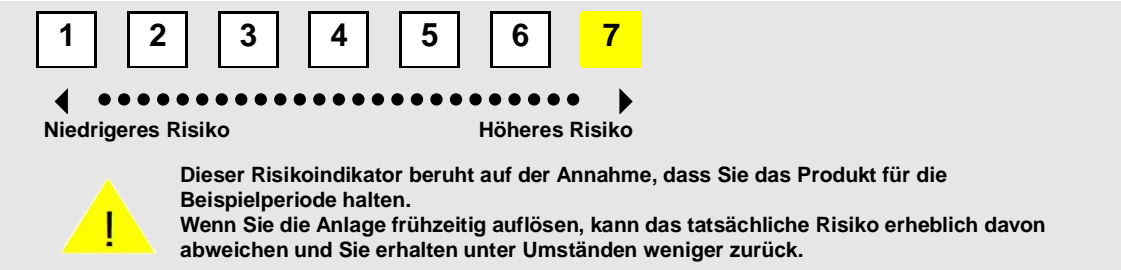 1 2 3 4 5 6 7
Niedrigeres Risiko Höheres Risiko
Dieser Risikoindikator beruht auf der Annahme, dass Sie das Produkt für die
Beispielperiode halten.
Wenn Sie die Anlage frühzeitig auflösen, kann das tatsächliche Risiko erheblich davon
abweichen und Sie erhalten unter Umständen weniger zurück.
!